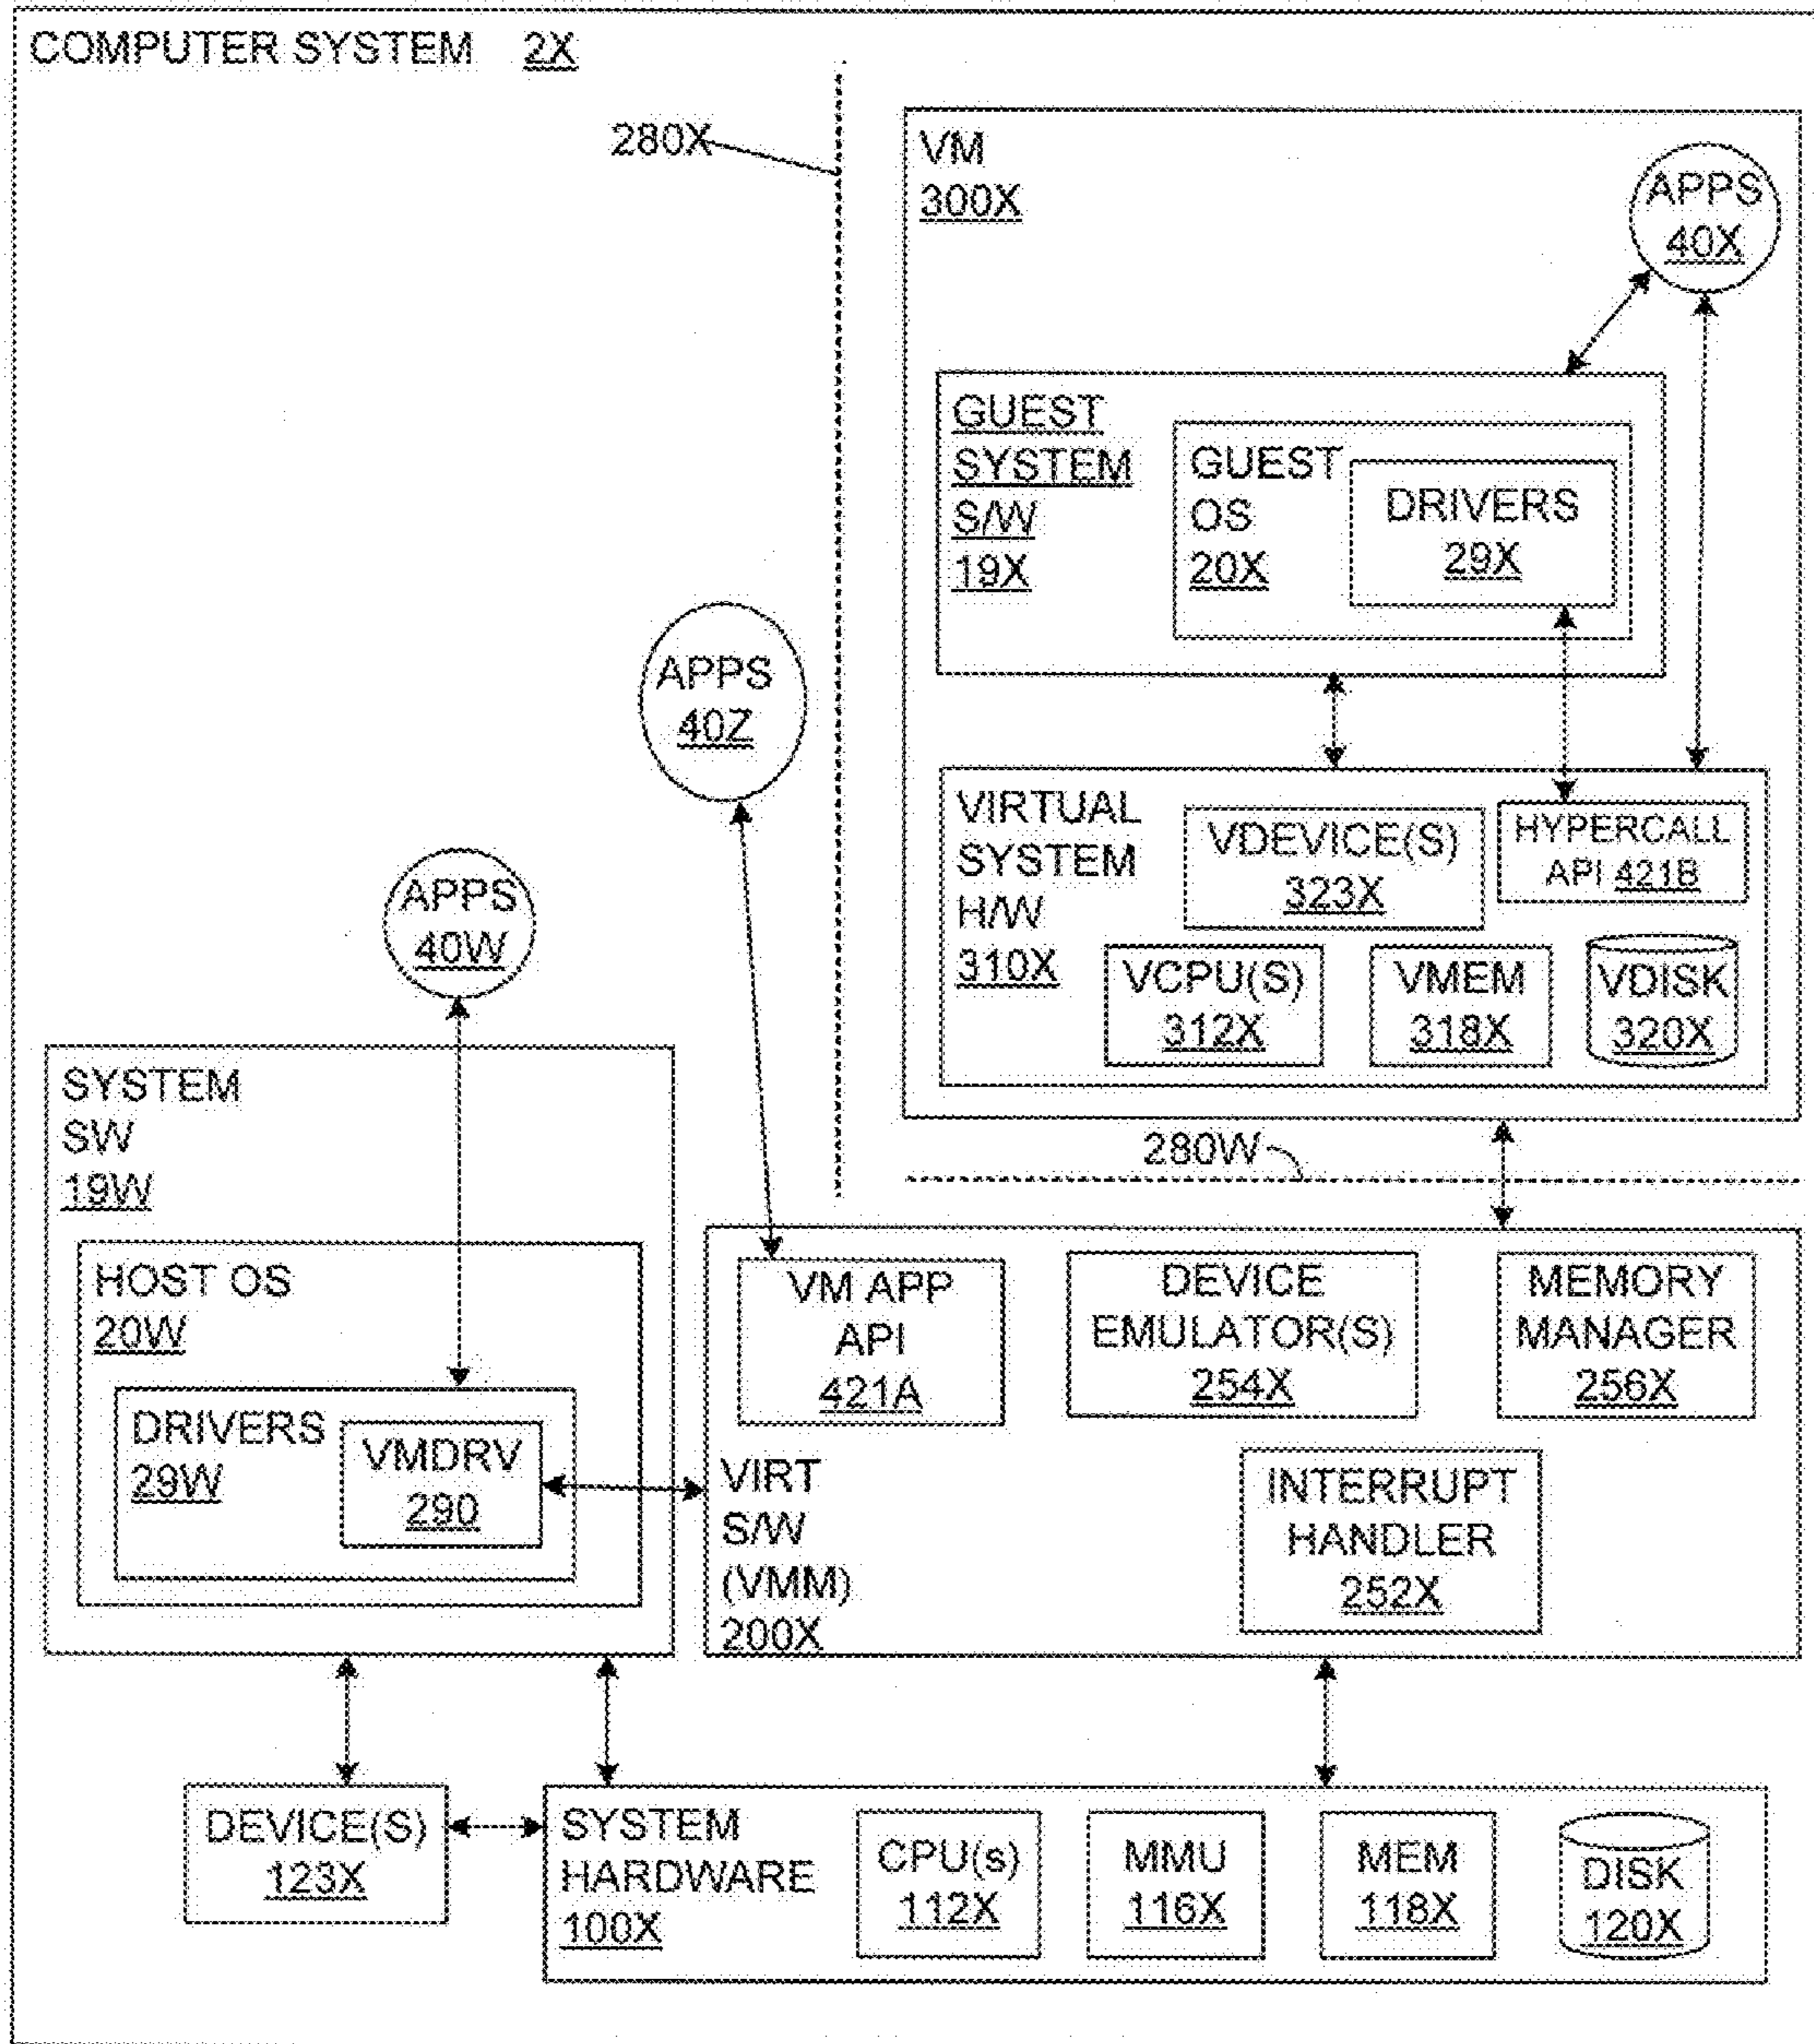 COMPUTER SYSTEM 2X
280X
VM
300X
APPS
40X
GUEST
SYSTEM
S/W
19X
GUEST
OS
20X
DRIVERS
29X
APPS
40Z
VIRTUAL
SYSTEM
H/W
310X
VDEVICE(S)
323X
HYPERCALL
API 421B
VCPU(S)
312X
VMEM
318X
VDISK
320X
APPS
40W
280W
SYSTEM
SW
19W
HOST OS
20W
DRIVERS
29W
VMDRV
290
VM APP
API
421A
DEVICE
EMULATOR(S)
254X
MEMORY
MANAGER
256X
VIRT
S/W
(VMM)
200X
INTERRUPT
HANDLER
252X
DEVICE(S)
123X
SYSTEM
HARDWARE
100X
CPU(s)
112X
MMU
116X
MEM
118X
DISK
120X